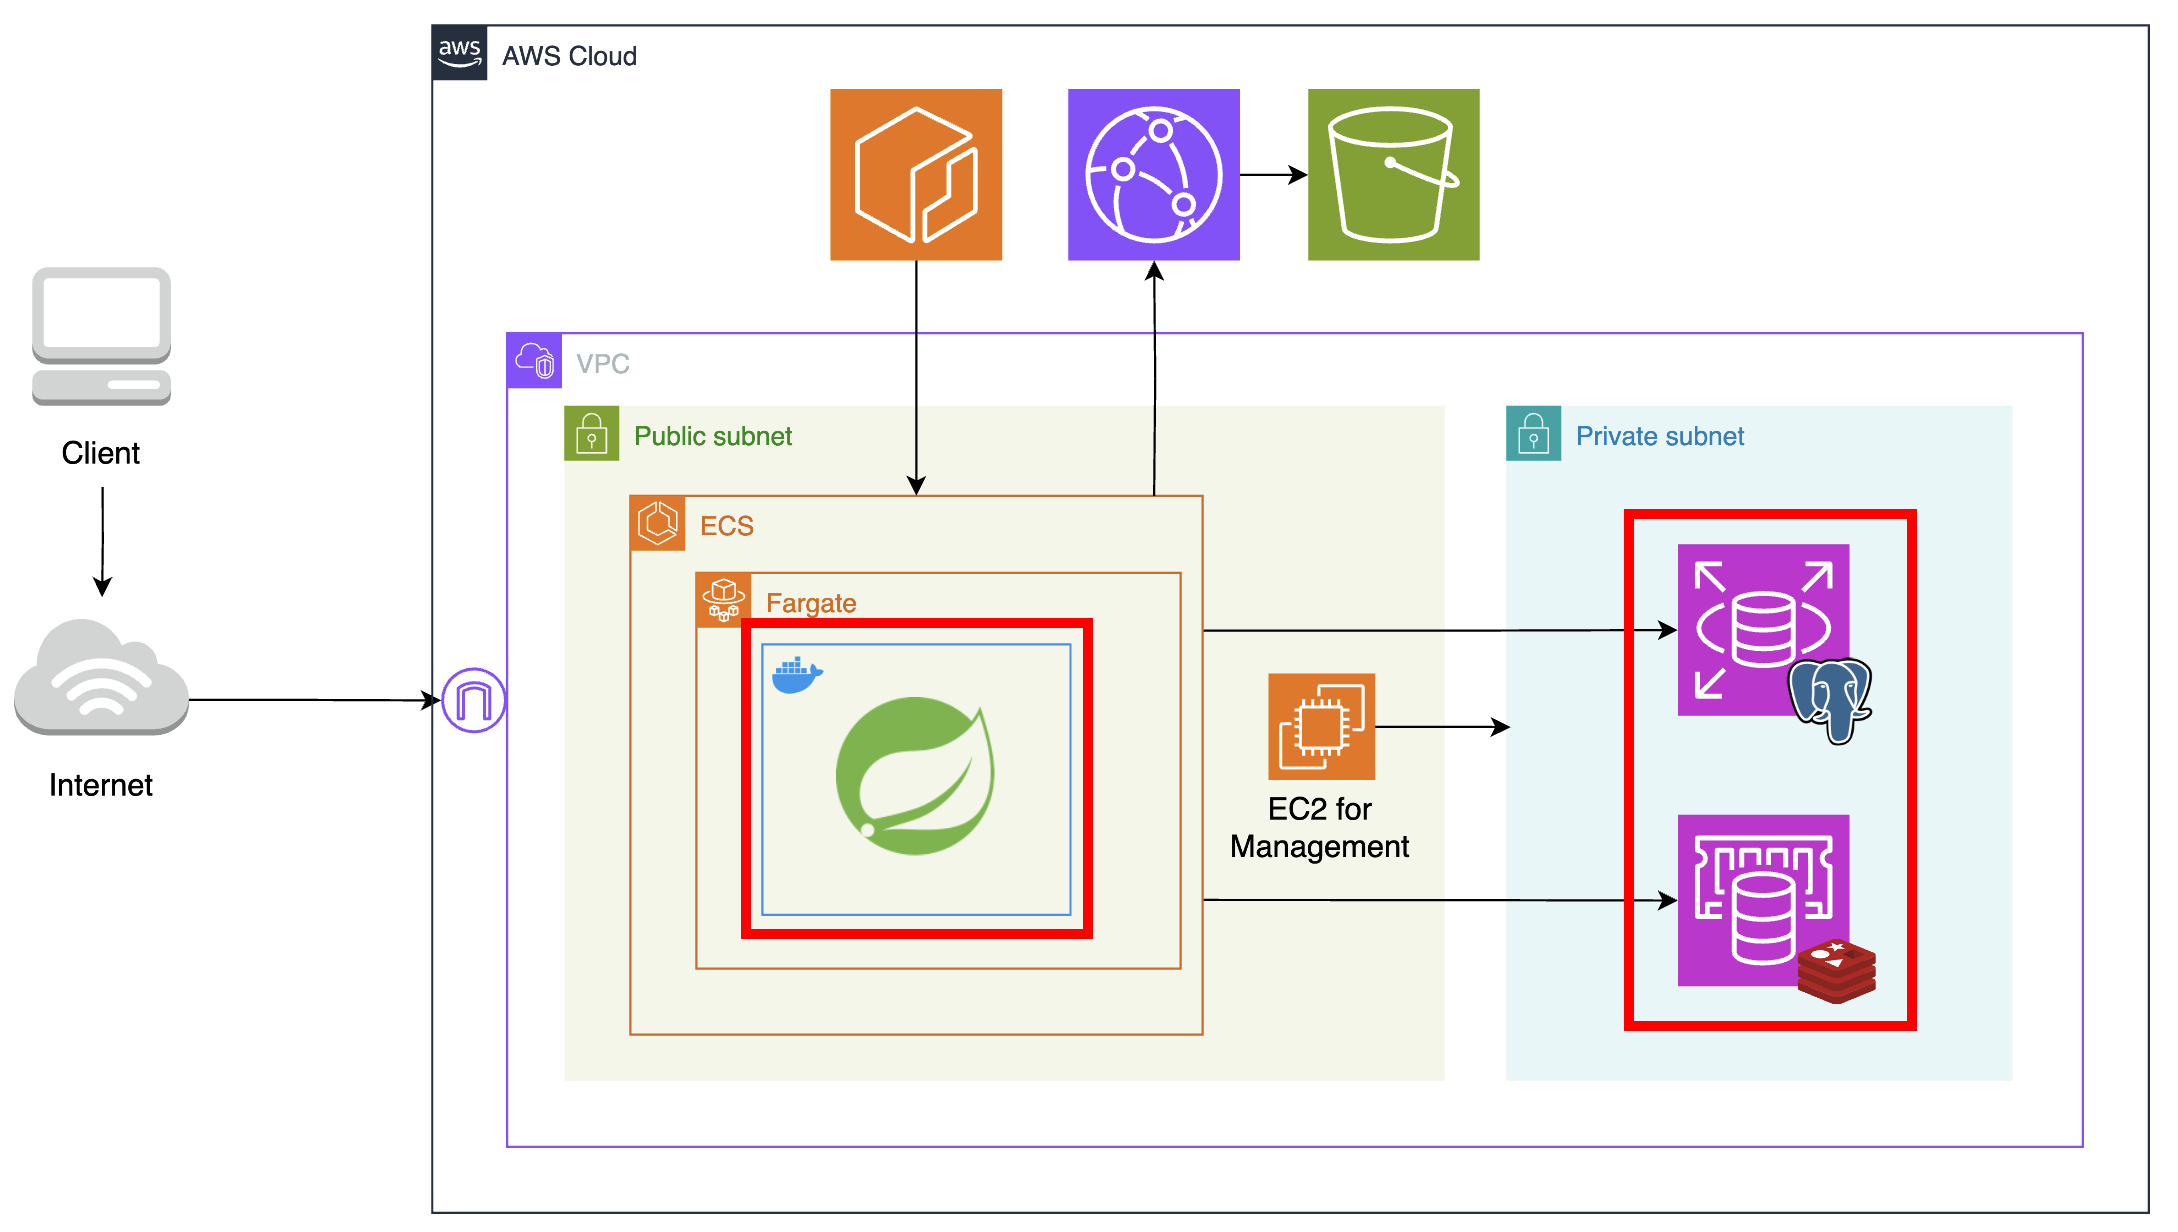 aws
AWS Cloud
VPC
Public subnet
Private subnet
Client
ECS
Fargate
Internet
EC2 for
Management